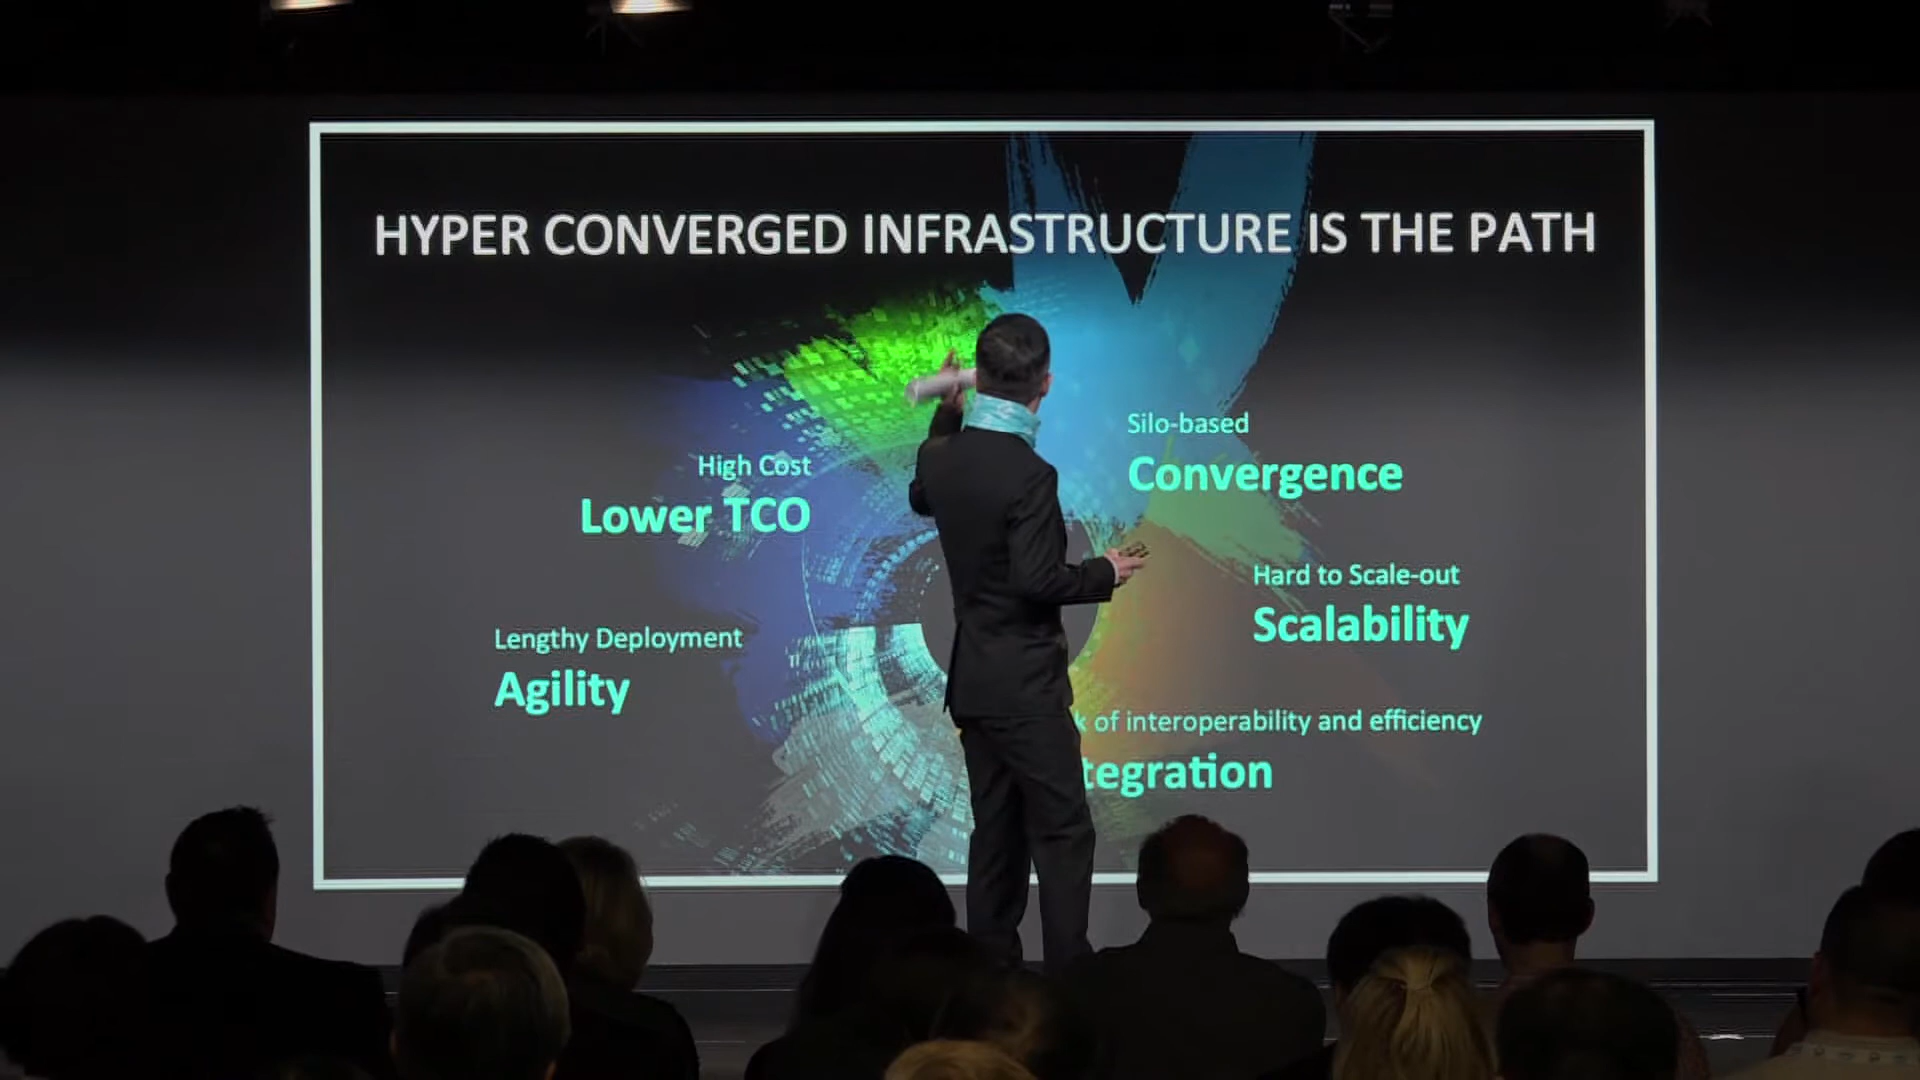 HYPER CONVERGED INFRASTRUCTURE IS THE PATH
High Cost
Lower TCO
Lengthy Deployment
Agility
Silo-based
Convergence
Hard to Scale-out
Scalability
of interoperability and efficiency
tegration